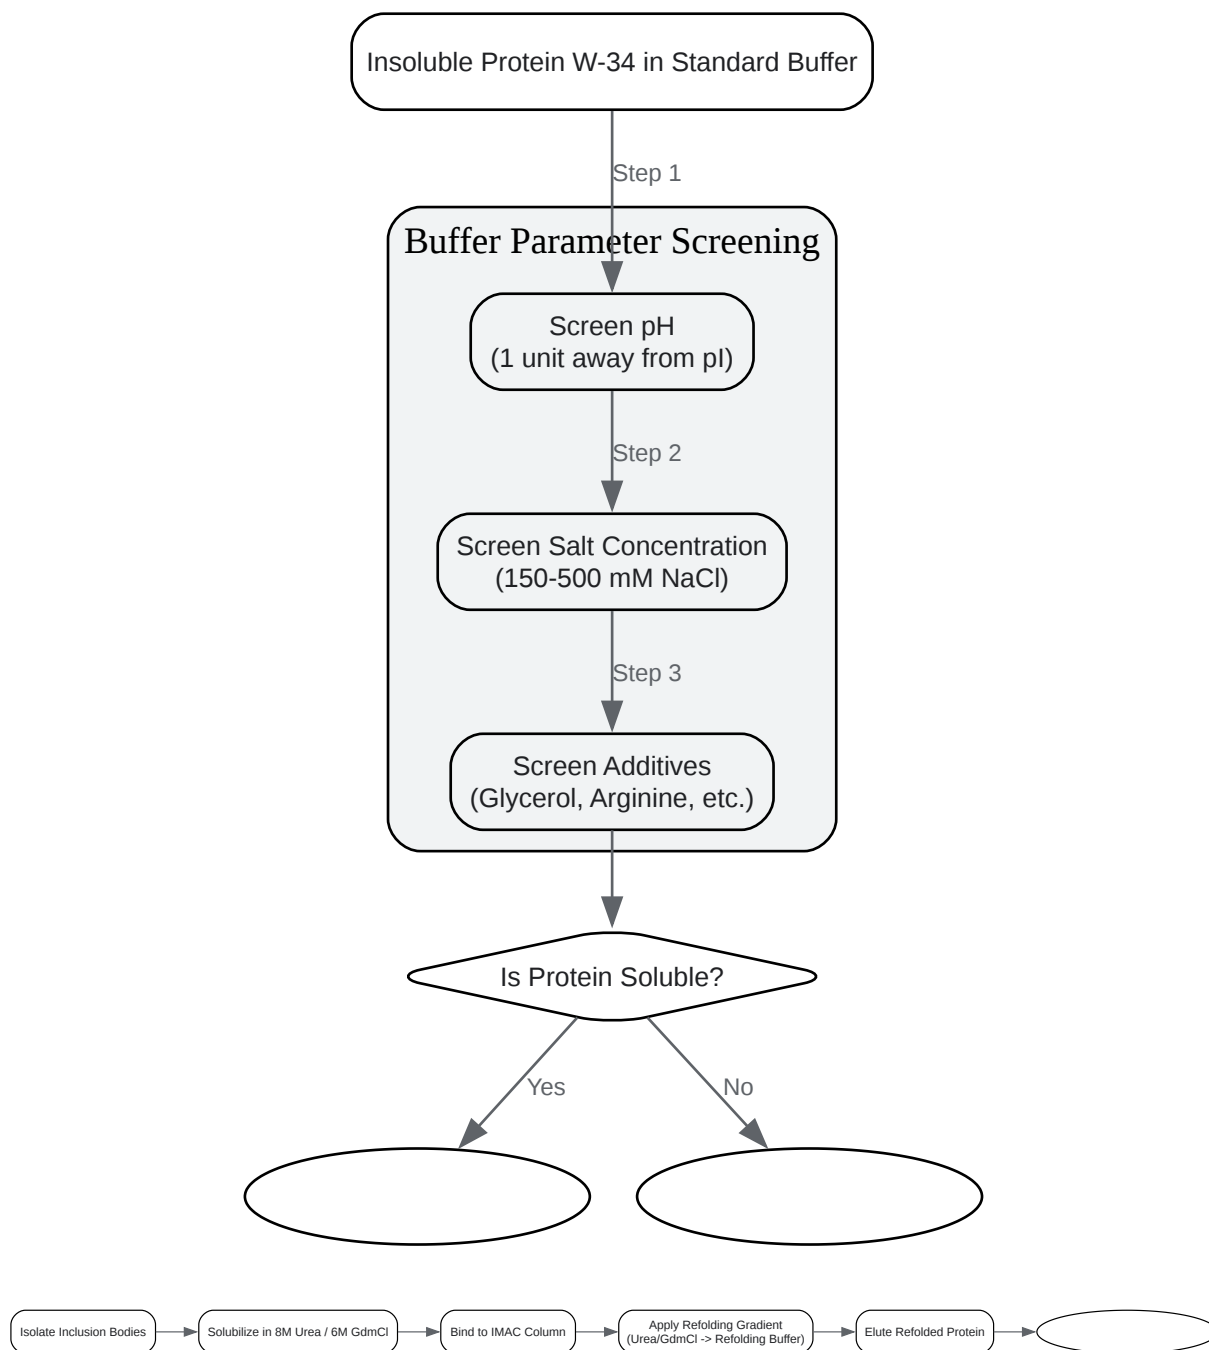 Insoluble Protein W-34 in Standard Buffer
Step 1
Buffer Parameter Screening
Screen pH
(1 unit away from pI)
Step 2
Screen Salt Concentration
(150-500 mM NaCl)
Step 3
Screen Additives
(Glycerol, Arginine, etc.)
Is Protein Soluble?
Yes
No
Isolate Inclusion Bodies
Solubilize in 8M Urea / 6M GdmCl
Bind to IMAC Column
Apply Refolding Gradient
(Urea/GdmCl -> Refolding Buffer)
Elute Refolded Protein